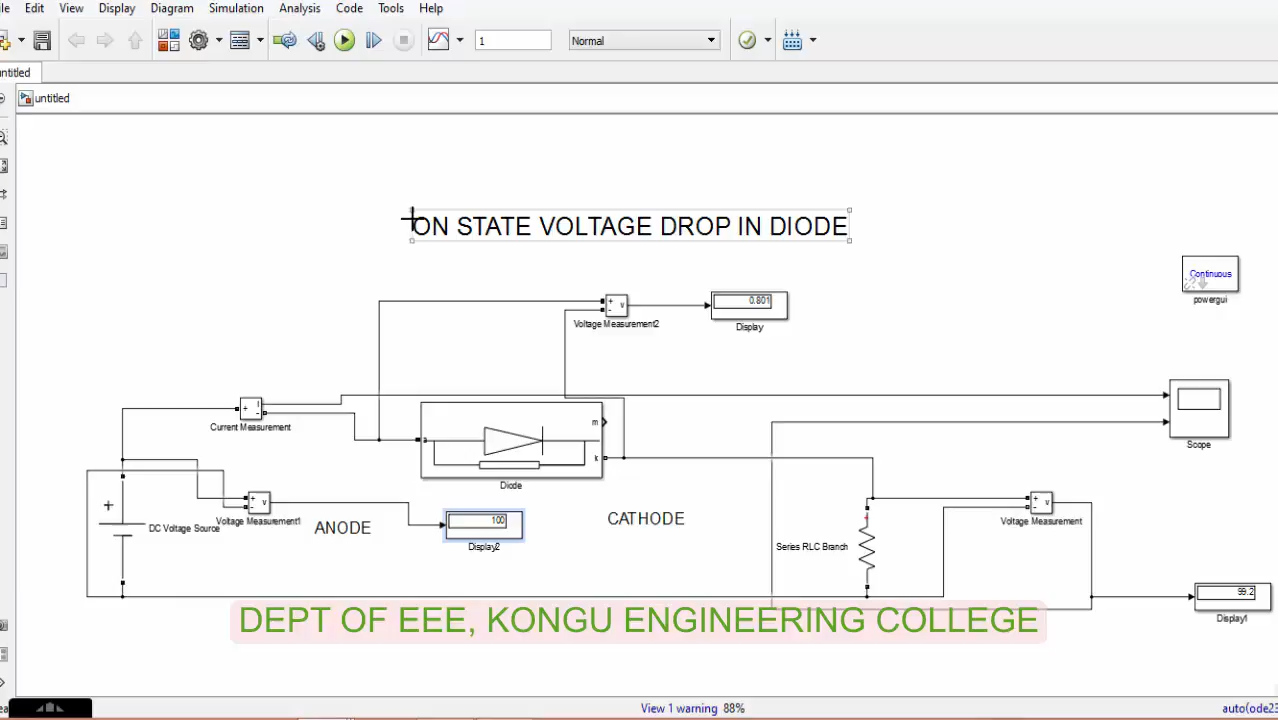 le Edit View Display Diagram Simulation Analysis Code Tools Help
1 Normal
untitled
untitled
ON STATE VOLTAGE DROP IN DIODE
Continuous
powergui
+ v
-
0.801
Voltage Measurement2
Display
+ i
-
Current Measurement
Scope
m
a
k
Diode
+
DC Voltage Source
+ v
-
Voltage Measurement1
ANODE
100
Display2
CATHODE
+ v
-
Voltage Measurement
+
Series RLC Branch
99.2
Display1
DEPT OF EEE, KONGU ENGINEERING COLLEGE
View 1 warning 88% auto(ode23